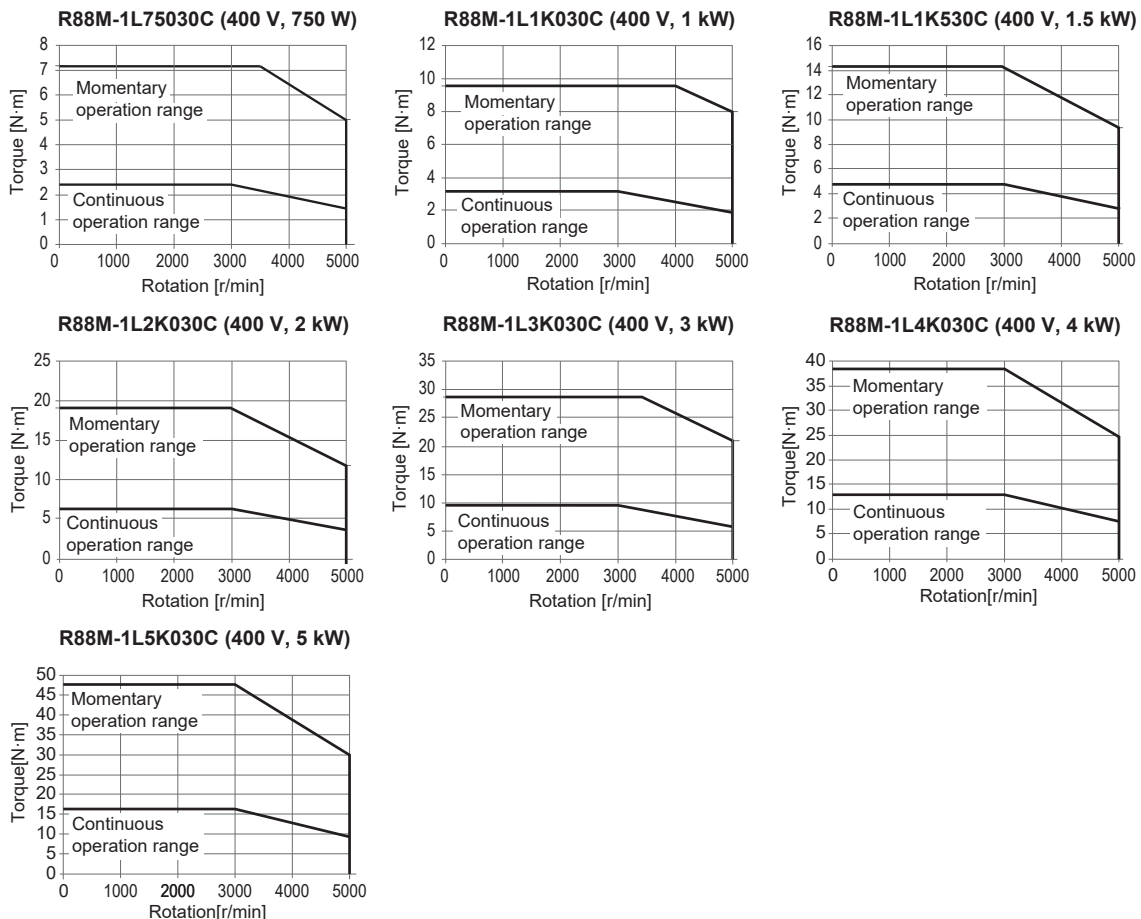 R88M-1L75030C (400 V, 750 W)
8
7
6
5
4
3
2
1
0
Torque [N·m]
Momentary
operation range
Continuous
operation range
0 1000 2000 3000 4000 5000
Rotation [r/min]
R88M-1L1K030C (400 V, 1 kW)
12
10
8
6
4
2
0
Torque [N·m]
Momentary
operation range
Continuous
operation range
0 1000 2000 3000 4000 5000
Rotation [r/min]
R88M-1L1K530C (400 V, 1.5 kW)
16
14
12
10
8
6
4
2
0
Torque [N·m]
Momentary
operation range
Continuous
operation range
0 1000 2000 3000 4000 5000
Rotation [r/min]
R88M-1L2K030C (400 V, 2 kW)
25
20
15
10
5
0
Torque [N·m]
Momentary
operation range
Continuous
operation range
0 1000 2000 3000 4000 5000
Rotation [r/min]
R88M-1L3K030C (400 V, 3 kW)
35
30
25
20
15
10
5
0
Torque [N·m]
Momentary
operation range
Continuous
operation range
0 1000 2000 3000 4000 5000
Rotation [r/min]
R88M-1L4K030C (400 V, 4 kW)
40
35
30
25
20
15
10
5
0
Torque[N·m]
Momentary
operation range
Continuous
operation range
0 1000 2000 3000 4000 5000
Rotation[r/min]
R88M-1L5K030C (400 V, 5 kW)
50
45
40
35
30
25
20
15
10
5
0
Torque[N·m]
Momentary
operation range
Continuous
operation range
0 1000 2000 3000 4000 5000
Rotation[r/min]